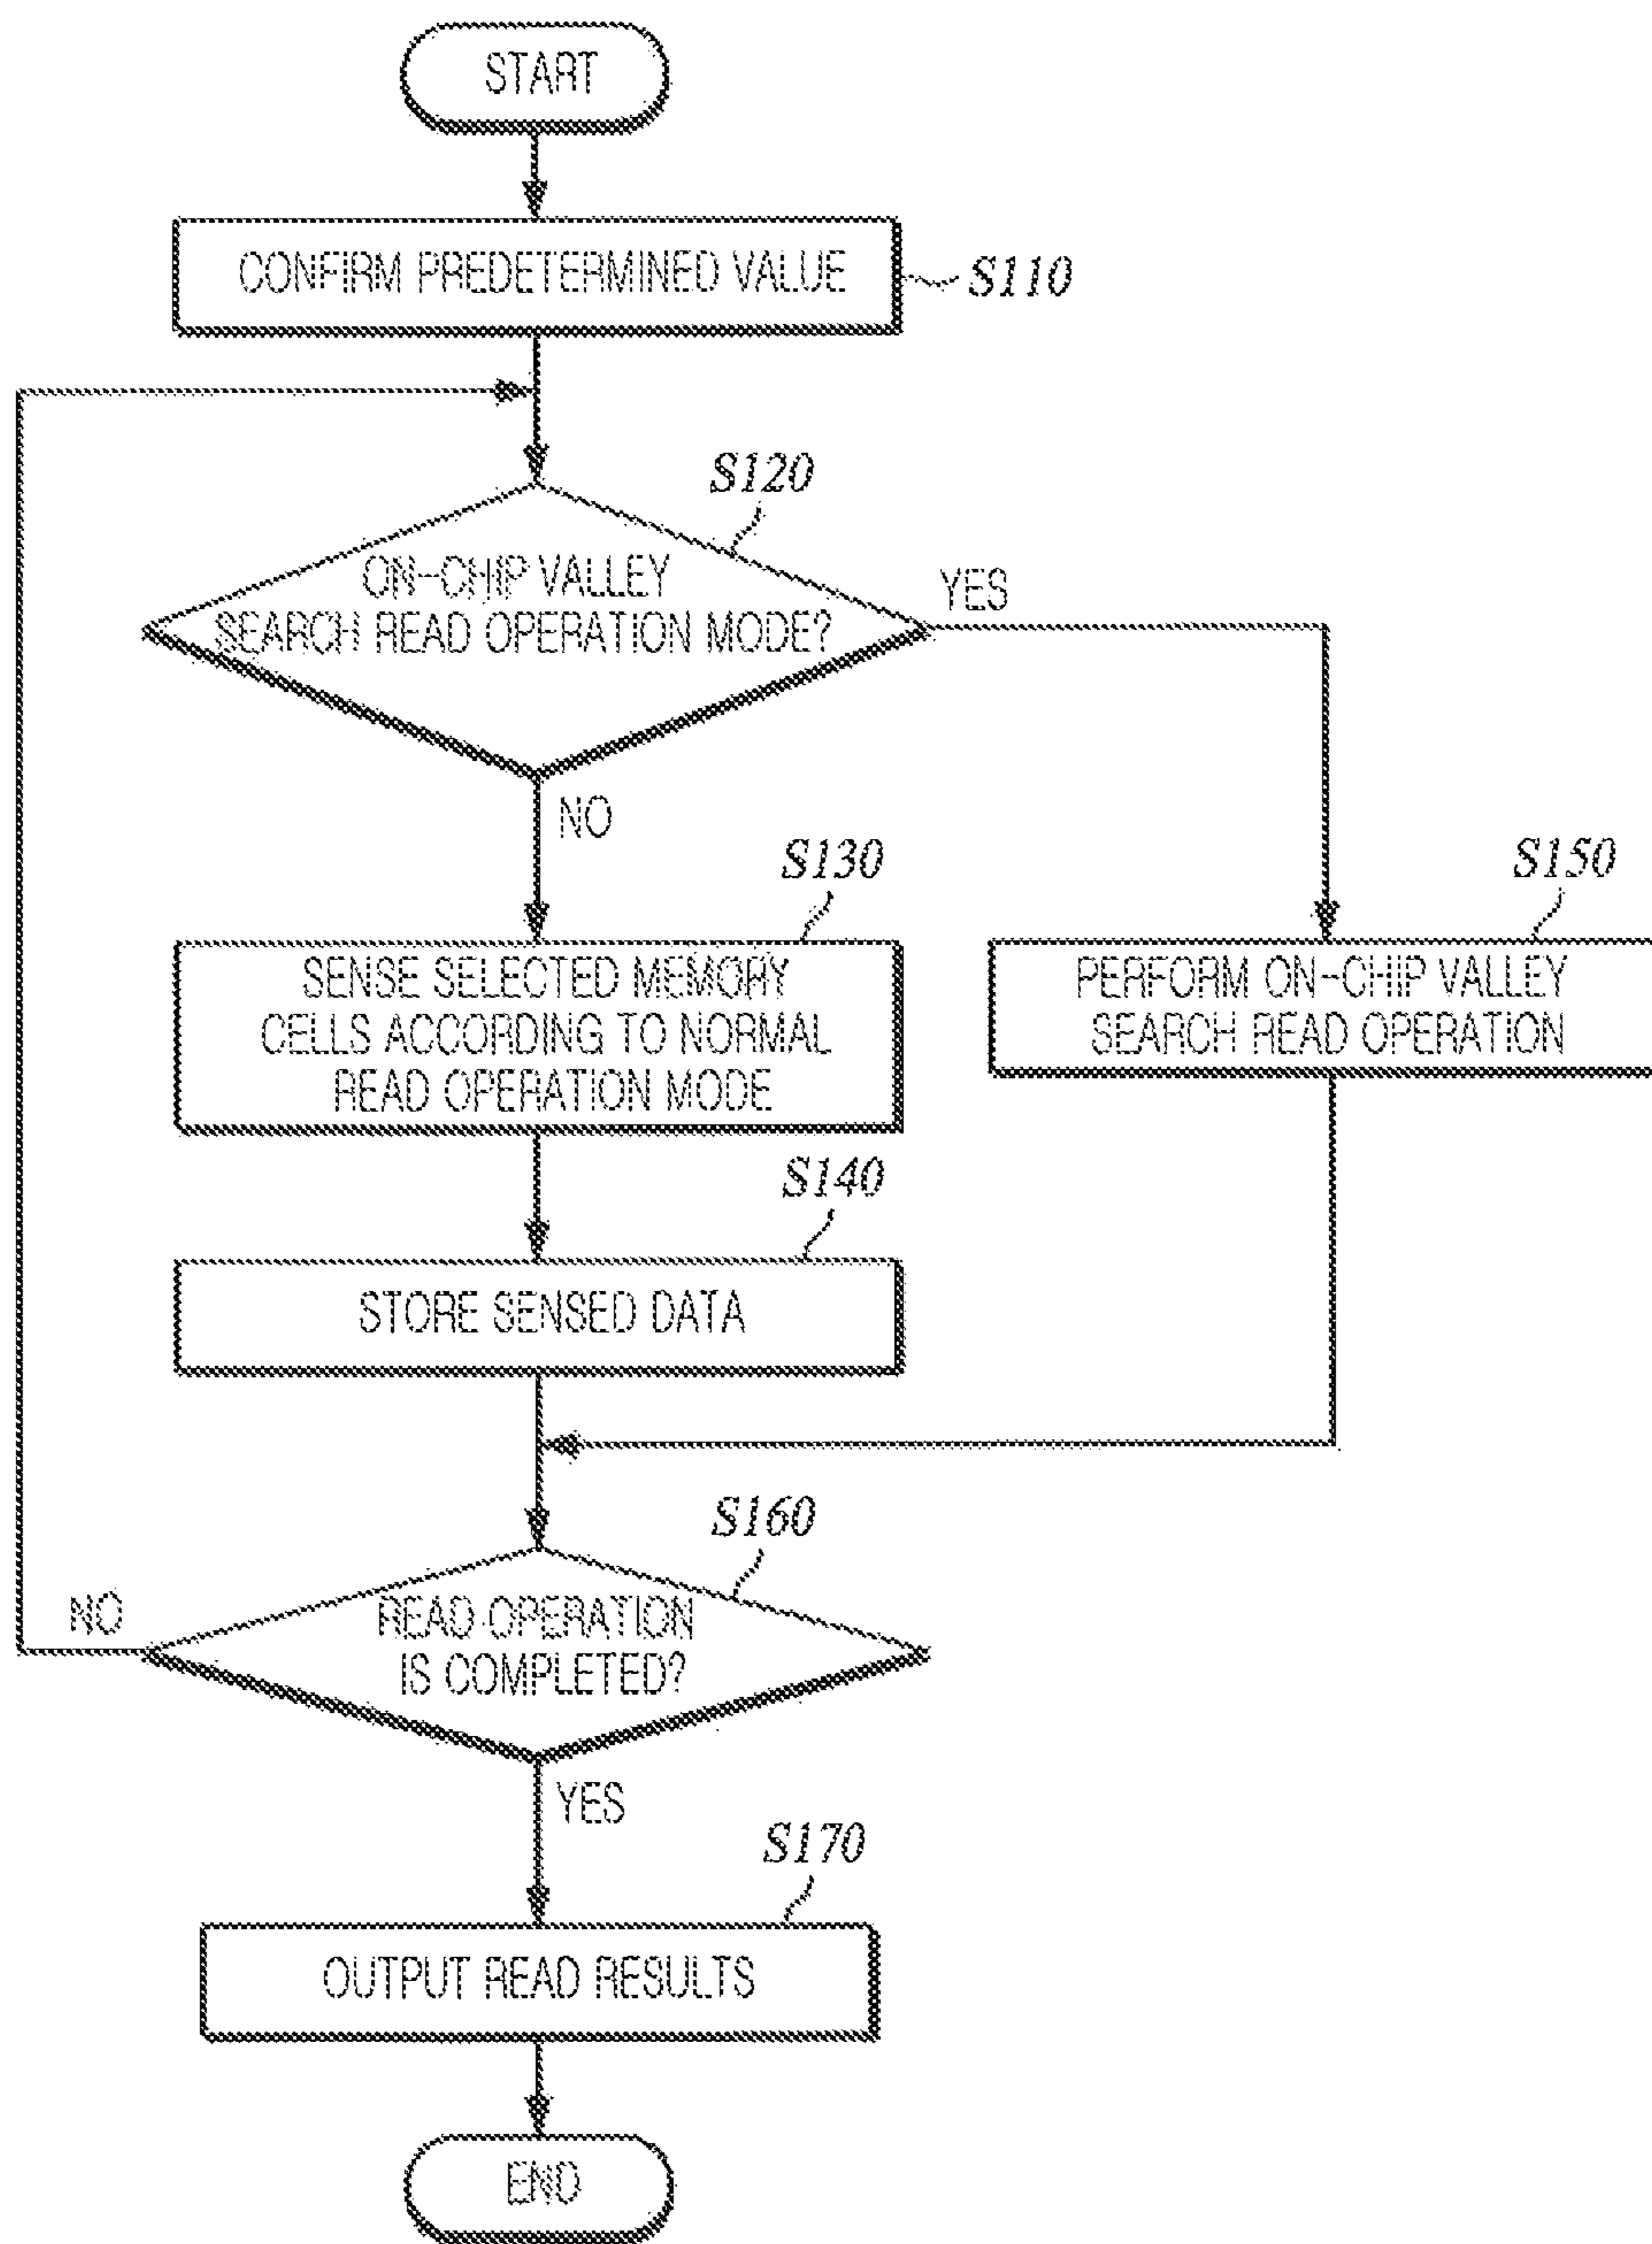 START
CONFIRM PREDETERMINED VALUE
S110
S120
ON-CHIP VALLEY
SEARCH READ OPERATION MODE?
YES
NO
S130
SENSE SELECTED MEMORY
CELLS ACCORDING TO NORMAL
READ OPERATION MODE
S150
PERFORM ON-CHIP VALLEY
SEARCH READ OPERATION
S140
STORE SENSED DATA
S160
READ OPERATION
IS COMPLETED?
NO
YES
S170
OUTPUT READ RESULTS
END